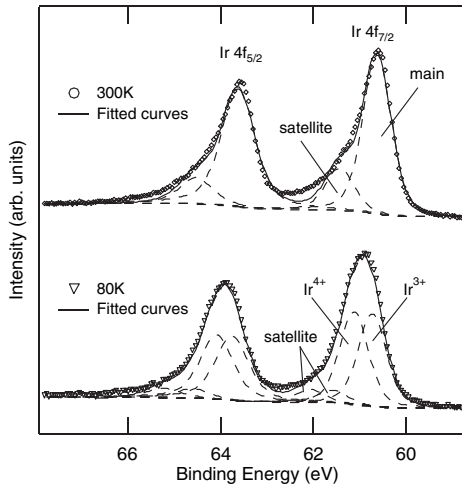 Ir 4f5/2
Ir 4f7/2
300K
Fitted curves
main
satellite
80K
Fitted curves
Ir4+
Ir3+
satellite
Intensity (arb. units)
66
64
62
60
Binding Energy (eV)